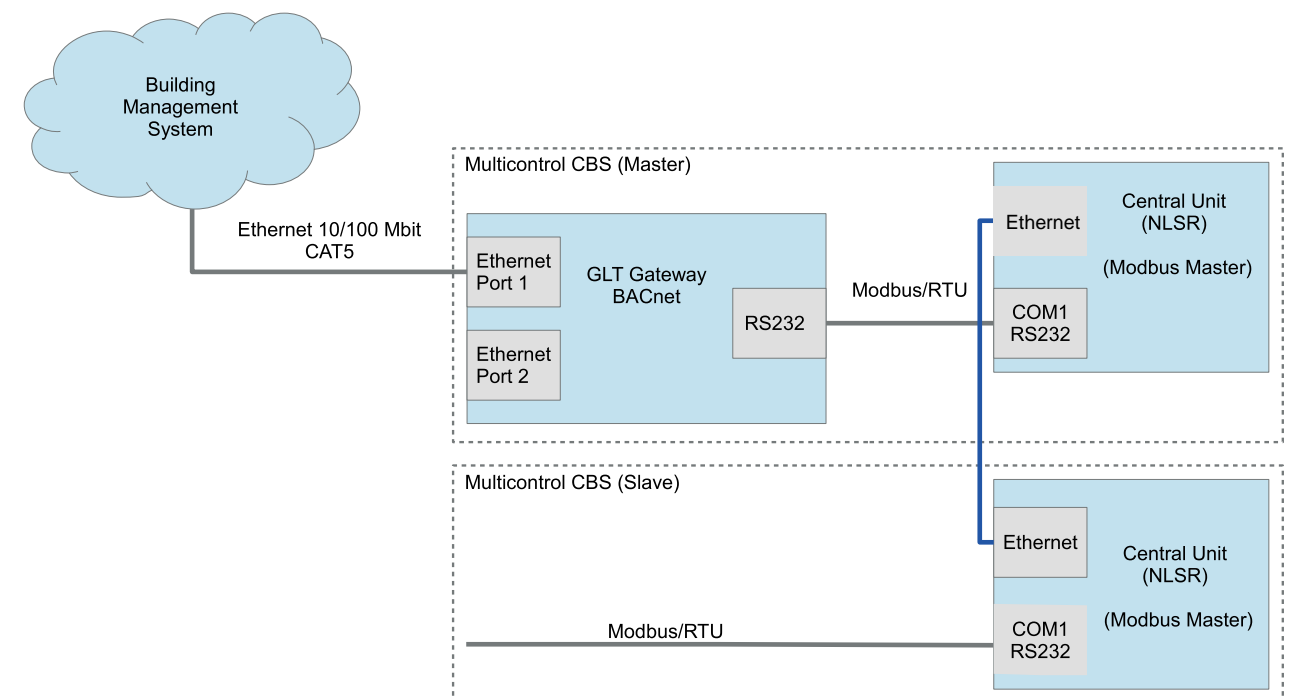 Building
Management
System
Ethernet 10/100 Mbit
CAT5
Multicontrol CBS (Master)
Ethernet
Port 1
Ethernet
Port 2
GLT Gateway
BACnet
RS232
Modbus/RTU
Ethernet
COM1
RS232
Central Unit
(NLSR)
(Modbus Master)
Multicontrol CBS (Slave)
Modbus/RTU
Ethernet
COM1
RS232
Central Unit
(NLSR)
(Modbus Master)